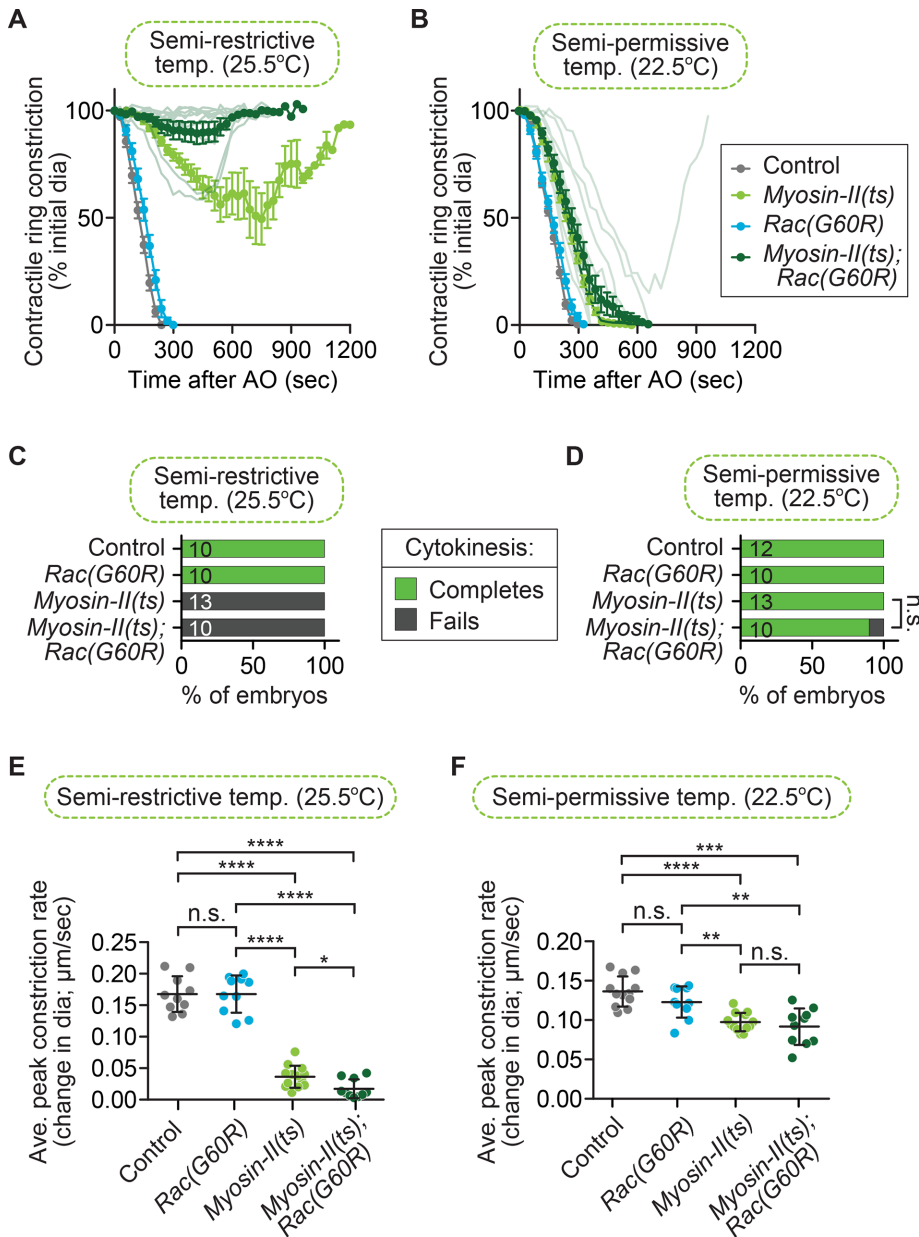 A
Semi-restrictive
temp. (25.5°C)
Contractile ring constriction
(% initial dia)
100
50
0
0 300 600 900 1200
Time after AO (sec)
B
Semi-permissive
temp. (22.5°C)
Contractile ring constriction
(% initial dia)
100
50
0
0 300 600 900 1200
Time after AO (sec)
Control
Myosin-II(ts)
Rac(G60R)
Myosin-II(ts);
Rac(G60R)
C
Semi-restrictive
temp. (25.5°C)
Control 10
Rac(G60R) 10
Myosin-II(ts) 13
Myosin-II(ts); 10
Rac(G60R)
0 100
% of embryos
Cytokinesis:
Completes
Fails
D
Semi-permissive
temp. (22.5°C)
Control 12
Rac(G60R) 10
Myosin-II(ts) 13
Myosin-II(ts); 10
Rac(G60R)
n.s.
0 100
% of embryos
E
Semi-restrictive temp. (25.5°C)
****
****
****
n.s.
****
*
Ave. peak constriction rate
(change in dia; µm/sec)
0.20
0.15
0.10
0.05
0.00
Control
Rac(G60R)
Myosin-II(ts)
Myosin-II(ts);
Rac(G60R)
F
Semi-permissive temp. (22.5°C)
***
****
**
n.s.
**
n.s.
Ave. peak constriction rate
(change in dia; µm/sec)
0.20
0.15
0.10
0.05
0.00
Control
Rac(G60R)
Myosin-II(ts)
Myosin-II(ts);
Rac(G60R)